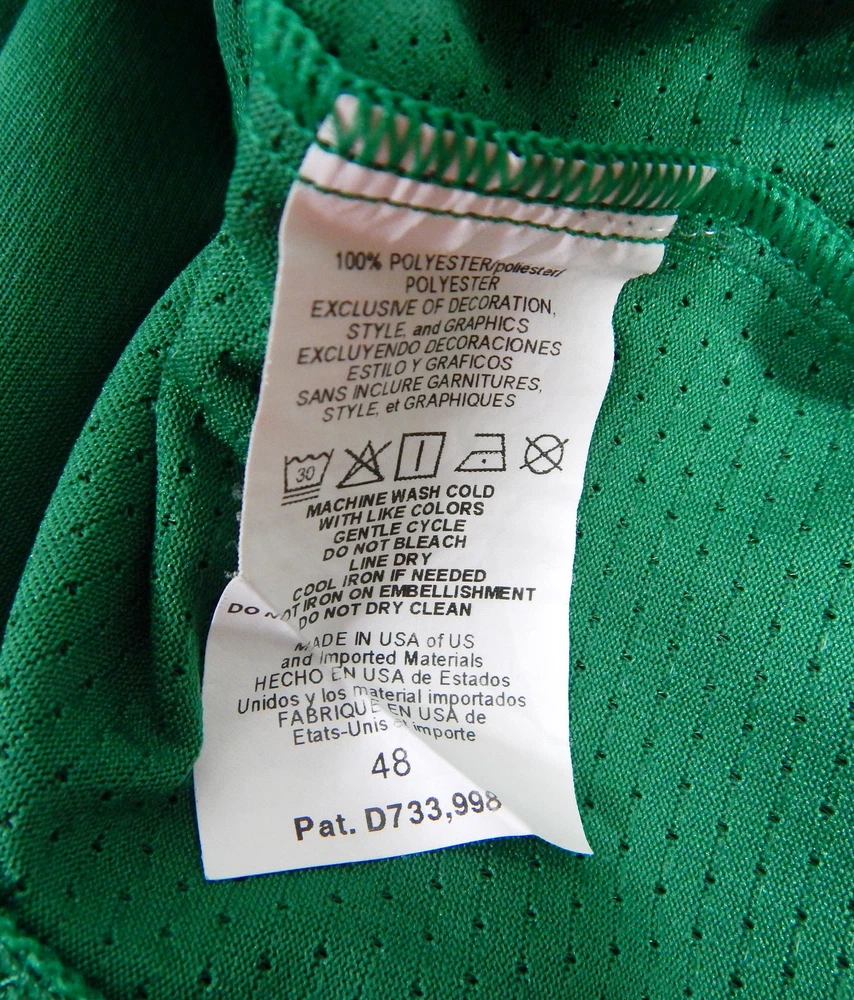 100% POLYESTER/poliester/
POLYESTER
EXCLUSIVE OF DECORATION,
STYLE, and GRAPHICS
EXCLUYENDO DECORACIONES
ESTILO Y GRAFICOS
SANS INCLURE GARNITURES,
STYLE, et GRAPHIQUES
30
MACHINE WASH COLD
WITH LIKE COLORS
GENTLE CYCLE
DO NOT BLEACH
LINE DRY
COOL IRON IF NEEDED
DO NOT IRON ON EMBELLISHMENT
DO NOT DRY CLEAN
MADE IN USA of US
and Imported Materials
HECHO EN USA de Estados
Unidos y los material importados
FABRIQUE EN USA de
Etats-Unis et importe
48
Pat. D733,998